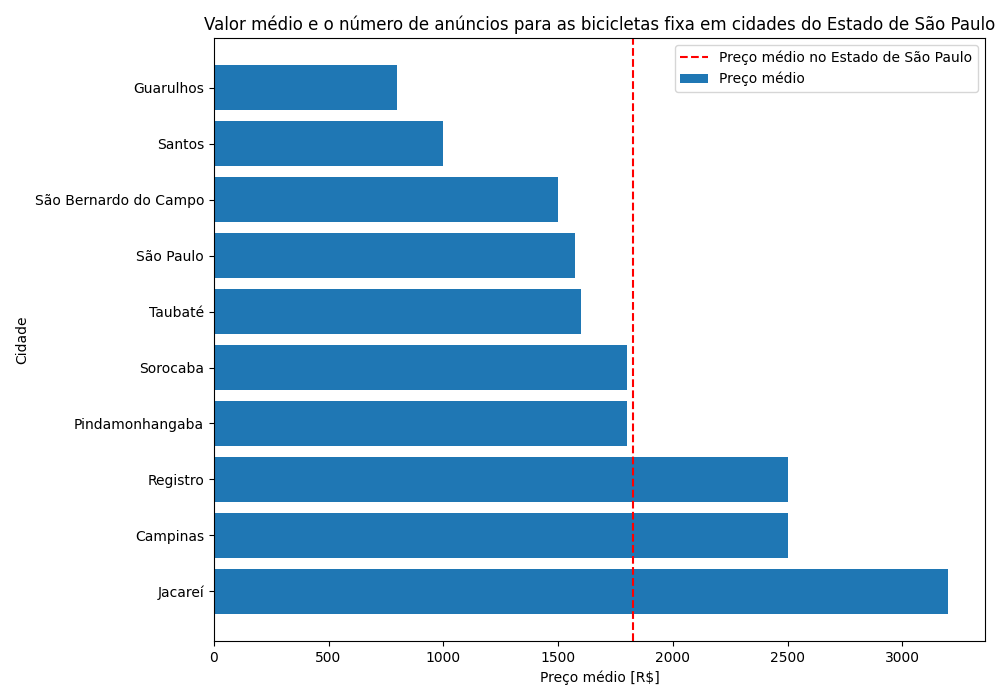 Valor médio e o número de anúncios para as bicicletas fixa em cidades do Estado de São Paulo
Preço médio no Estado de São Paulo
Preço médio
Cidade
Guarulhos
Santos
São Bernardo do Campo
São Paulo
Taubaté
Sorocaba
Pindamonhangaba
Registro
Campinas
Jacareí
0 500 1000 1500 2000 2500 3000
Preço médio [R$]